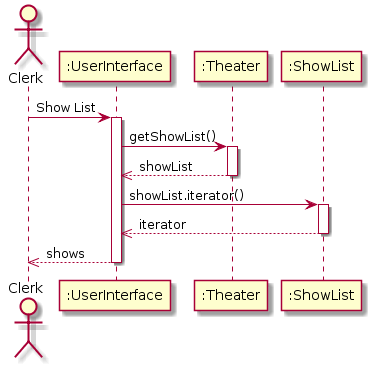 Clerk
:UserInterface
:Theater
:ShowList
Show List
getShowList()
showList
showList.iterator()
iterator
shows
Clerk
:UserInterface
:Theater
:ShowList